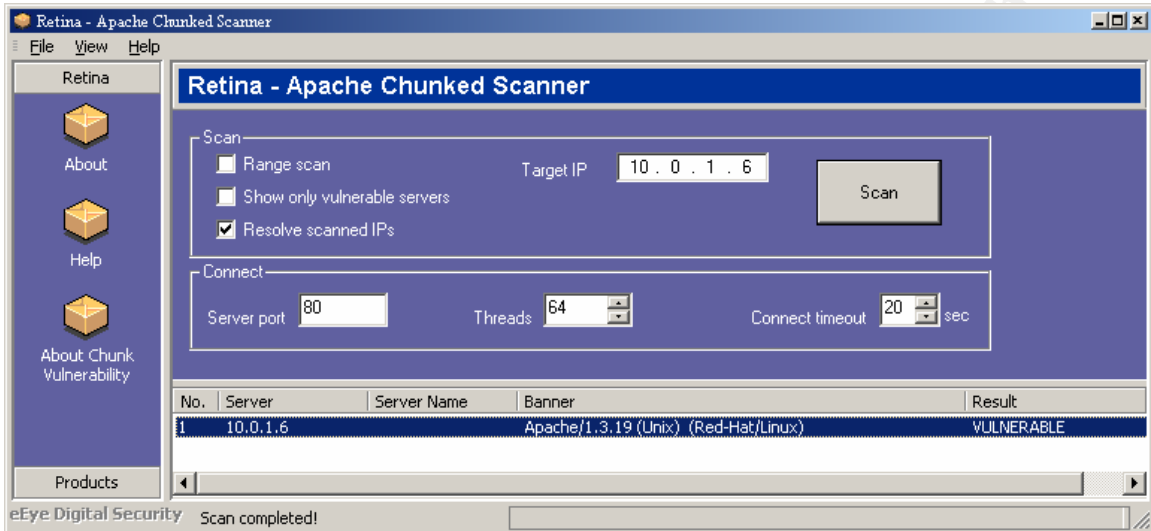 Retina - Apache Chunked Scanner
File View Help
Retina
About
Help
About Chunk
Vulnerability
Products
Retina - Apache Chunked Scanner
Scan
Range scan
Show only vulnerable servers
Resolve scanned IPs
Target IP 10 . 0 . 1 . 6
Scan
Connect
Server port 80
Threads 64
Connect timeout 20 sec
No. Server Server Name Banner Result
1 10.0.1.6 Apache/1.3.19 (Unix) (Red-Hat/Linux) VULNERABLE
eEye Digital Security Scan completed!